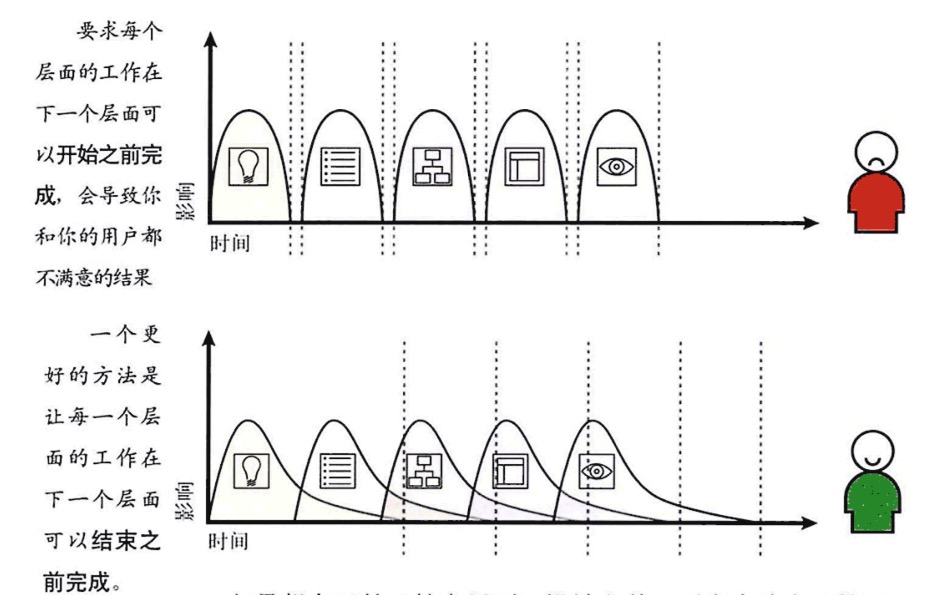 要求每个
层面的工作在
下一个层面可
以开始之前完
成，会导致你
和你的用户都
不满意的结果
影响
时间
一个更
好的方法是
让每一个层
面的工作在
下一个层面
可以结束之
前完成。
影响
时间